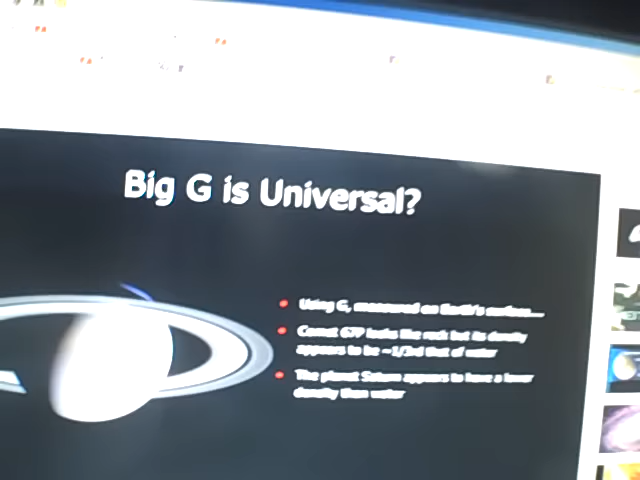 Big G is Universal?
Using G, measured on Earth's surface...
Comet 67P looks like rock but its density
appears to be ~1/3rd that of water
The planet Saturn appears to have a lower
density than water